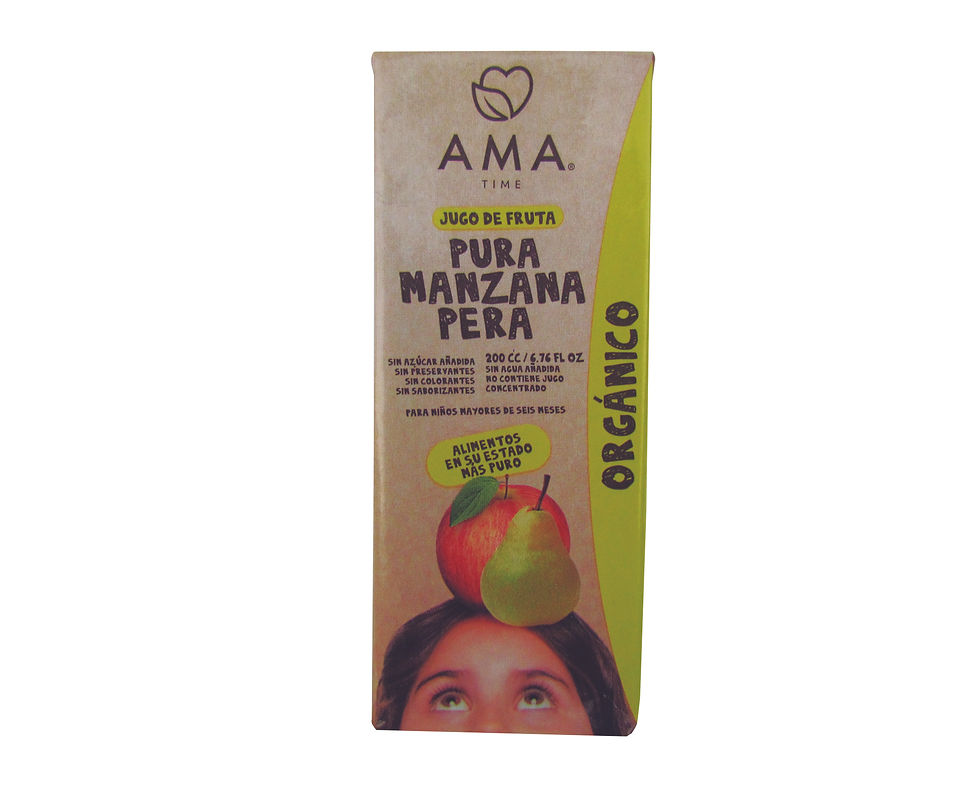 AMA®
TIME
JUGO DE FRUTA
PURA
MANZANA
PERA
SIN AZÚCAR AÑADIDA
SIN PRESERVANTES
SIN COLORANTES
SIN SABORIZANTES
200 CC / 6.76 FL OZ
SIN AGUA AÑADIDA
NO CONTIENE JUGO
CONCENTRADO
PARA NIÑOS MAYORES DE SEIS MESES
ALIMENTOS
EN SU ESTADO
MÁS PURO
ORGÁNICO